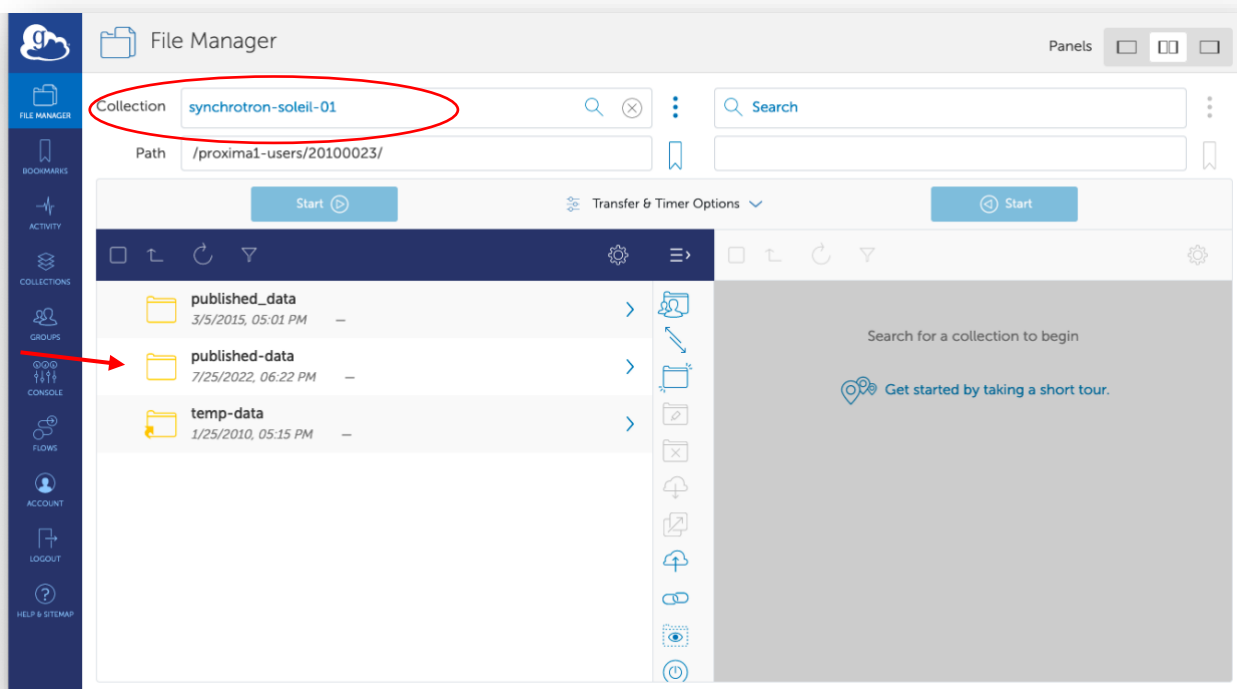 g
File Manager
Panels
FILE MANAGER
BOOKMARKS
ACTIVITY
COLLECTIONS
GROUPS
CONSOLE
FLOWS
ACCOUNT
LOGOUT
HELP & SITEMAP
Collection synchrotron-soleil-01
Search
Path /proxima1-users/20100023/
Start
Transfer & Timer Options
Start
published_data
3/5/2015, 05:01 PM —
published-data
7/25/2022, 06:22 PM —
temp-data
1/25/2010, 05:15 PM —
Search for a collection to begin
Get started by taking a short tour.